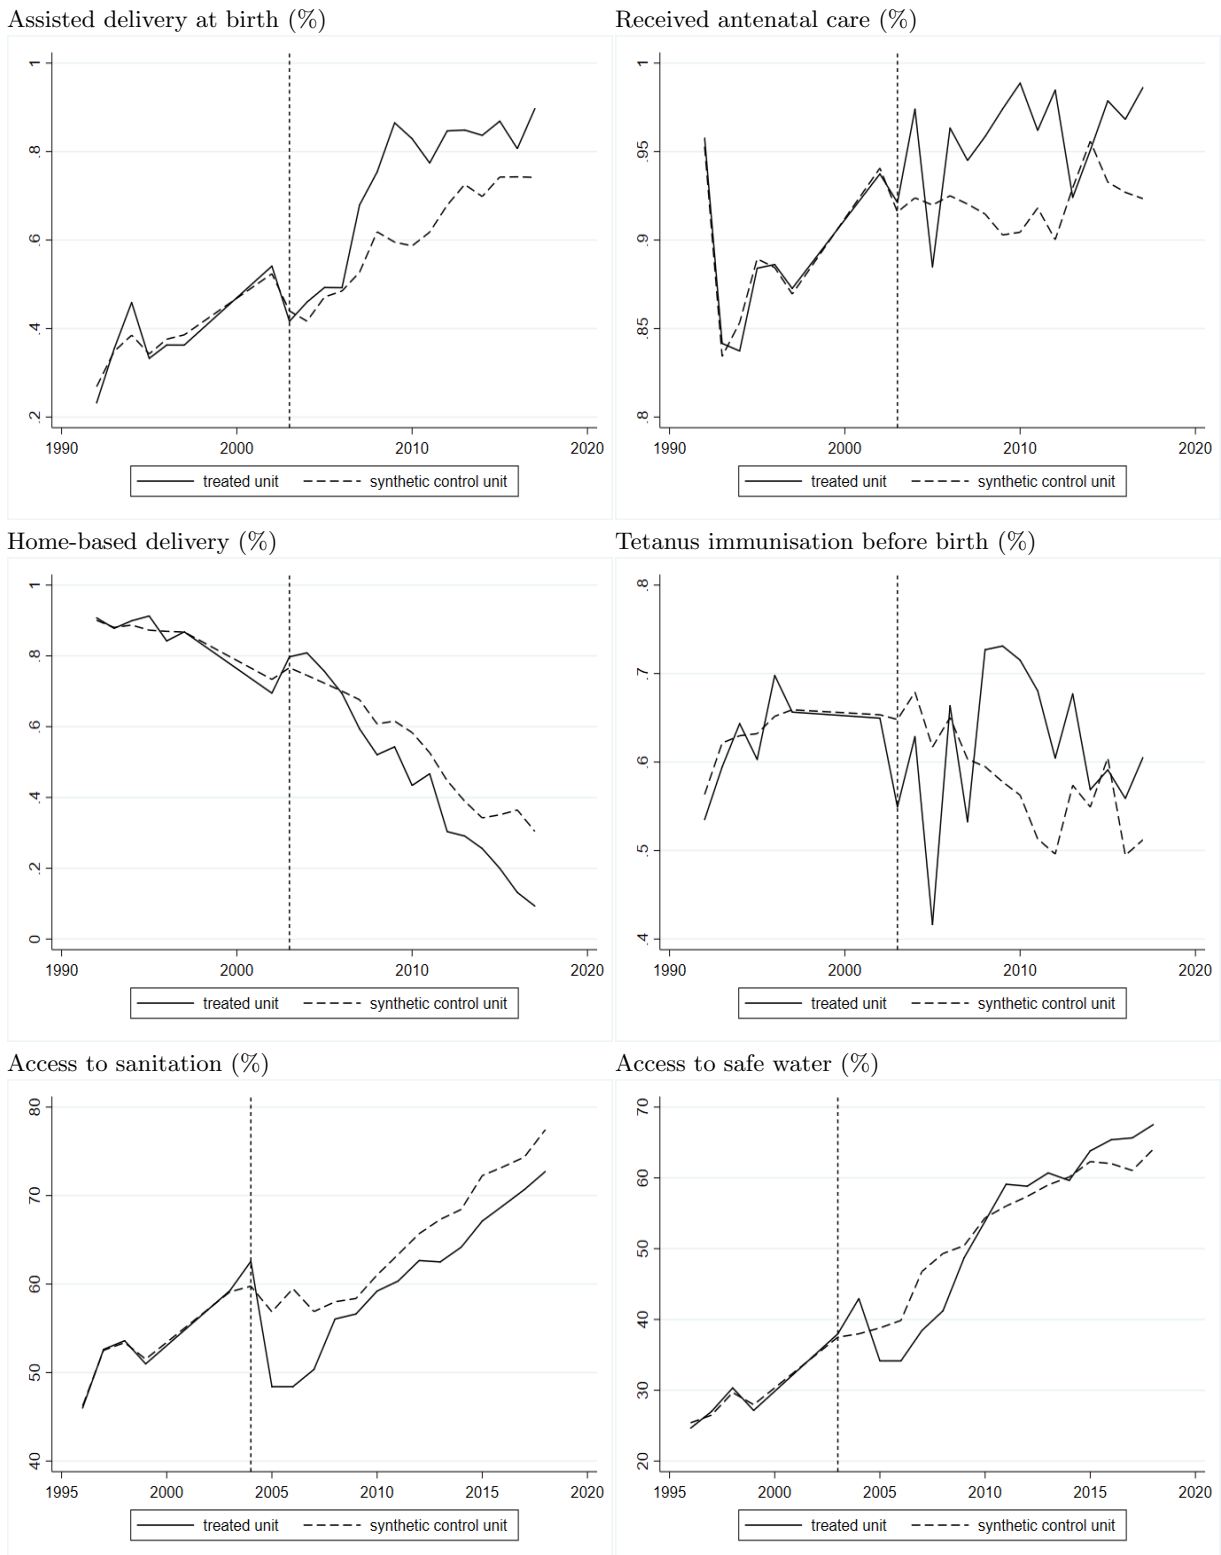 Assisted delivery at birth (%)
Received antenatal care (%)
1
.8
.6
.4
.2
1990 2000 2010 2020
treated unit synthetic control unit
1
.95
.9
.85
.8
1990 2000 2010 2020
treated unit synthetic control unit
Home-based delivery (%)
Tetanus immunisation before birth (%)
1
.8
.6
.4
.2
0
1990 2000 2010 2020
treated unit synthetic control unit
.8
.7
.6
.5
.4
1990 2000 2010 2020
treated unit synthetic control unit
Access to sanitation (%)
Access to safe water (%)
80
70
60
50
40
1995 2000 2005 2010 2015 2020
treated unit synthetic control unit
70
60
50
40
30
20
1995 2000 2005 2010 2015 2020
treated unit synthetic control unit